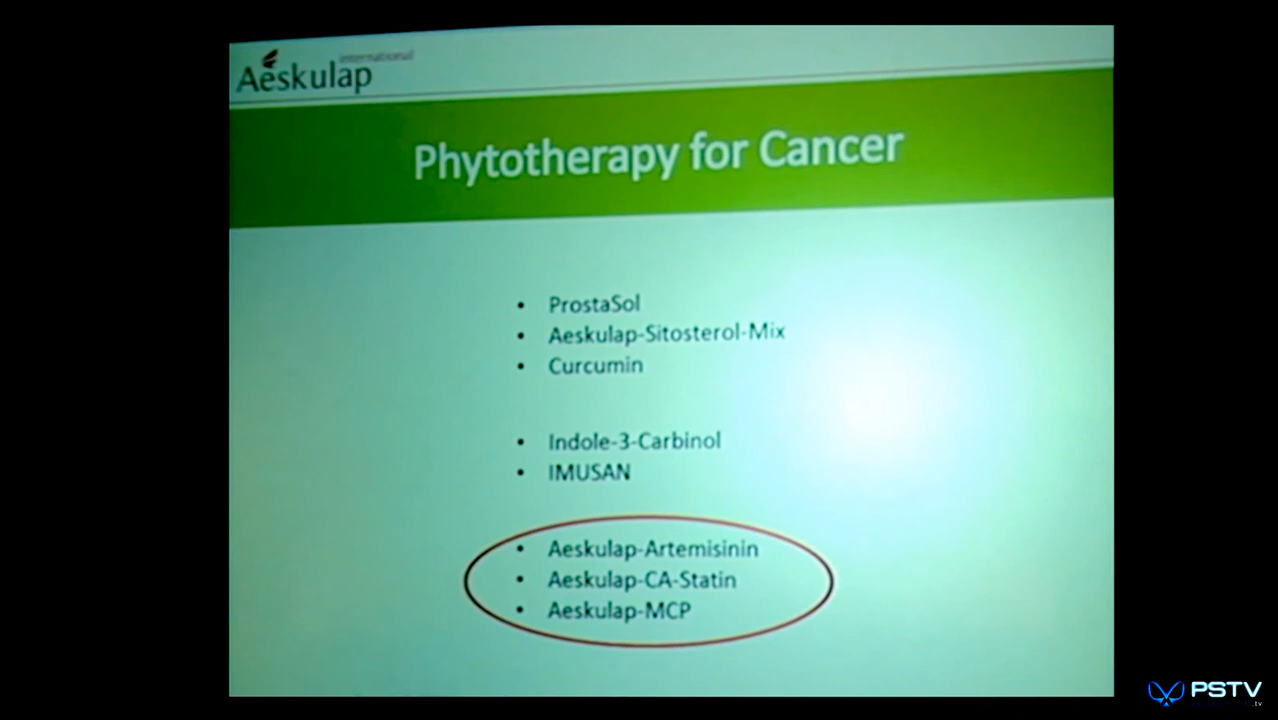 international
Aeskulap
Phytotherapy for Cancer
• ProstaSol
• Aeskulap-Sitosterol-Mix
• Curcumin
• Indole-3-Carbinol
• IMUSAN
• Aeskulap-Artemisinin
• Aeskulap-CA-Statin
• Aeskulap-MCP
PSTV
.tv